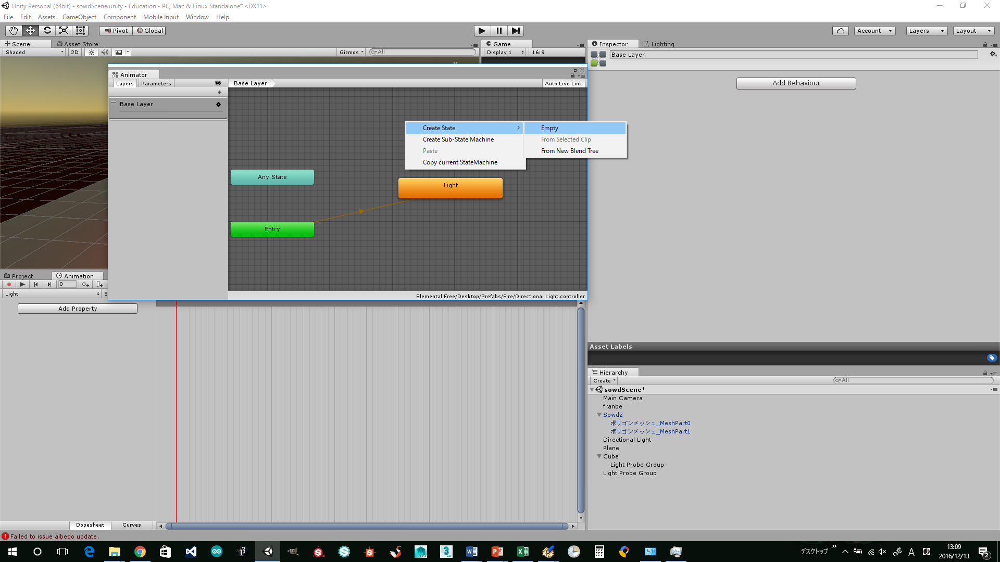 Unity Personal (64bit) - sowdScene.unity - Education - PC, Mac & Linux Standalone* <DX11>
File Edit Assets GameObject Component Mobile Input Window Help
Pivot Global Account Layers Layout
Scene Asset Store Game Inspector Lighting
Shaded 2D Gizmos All Display 1 16:9 Base Layer
Animator
Layers Parameters Base Layer Auto Live Link Add Behaviour
+
Base Layer
Create State Empty
Create Sub-State Machine From Selected Clip
Paste From New Blend Tree
Copy current StateMachine
Any State
Light
Entry
Project Animation
0
Light S
Elemental Free/Desktop/Prefabs/Fire/Directional Light.controller
Add Property
Asset Labels
Hierarchy
Create All
sowdScene*
Main Camera
franbe
Sowd2
ポリゴンメッシュ_MeshPart0
ポリゴンメッシュ_MeshPart1
Directional Light
Plane
Cube
Light Probe Group
Light Probe Group
Dopesheet Curves
Failed to issue albedo update.
デスクトップ A 13:09
2016/12/13 2